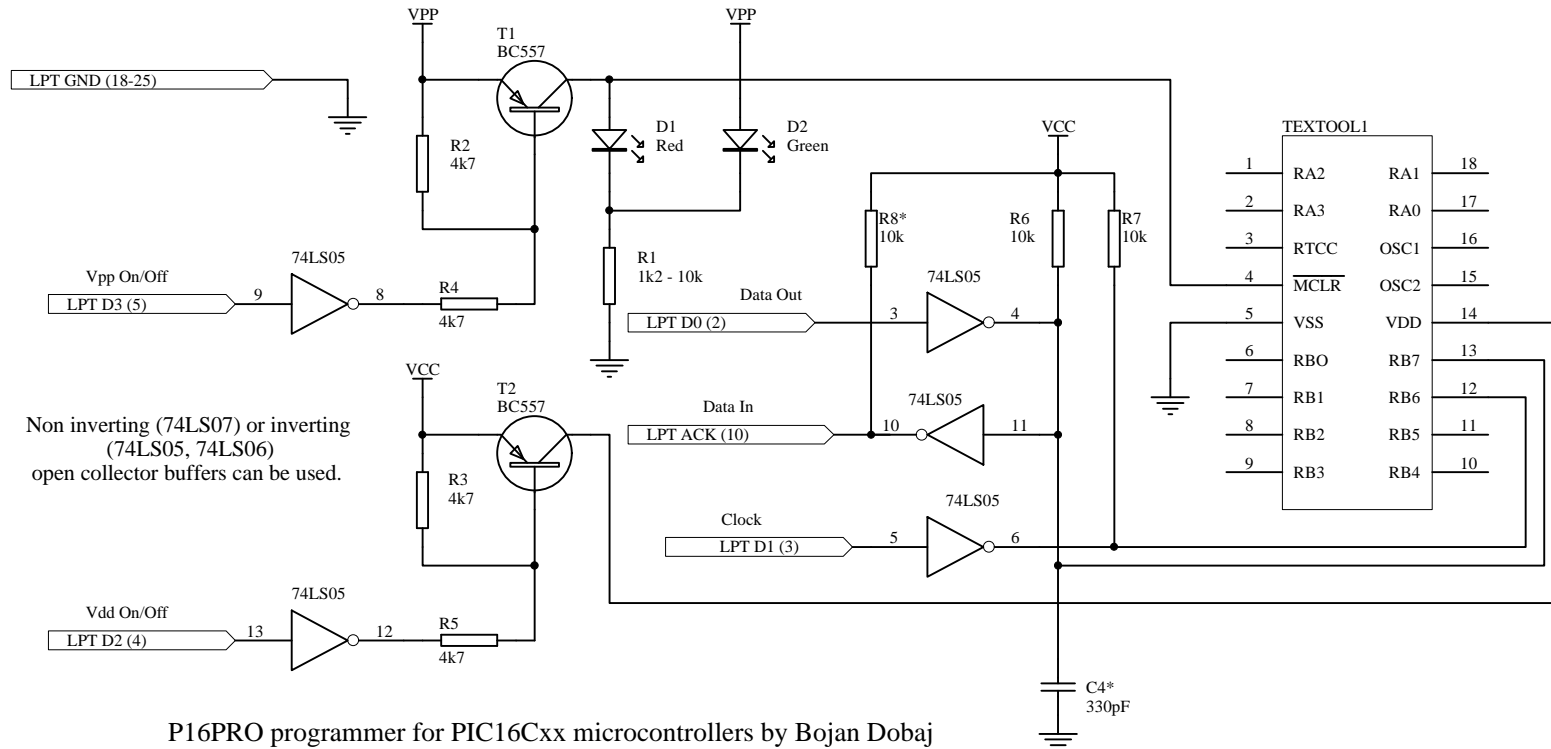 VPP
T1
BC557
VPP
LPT GND (18-25)
R2
4k7
D1
Red
D2
Green
VCC
TEXTOOL1
1 RA2 RA1 18
2 RA3 RA0 17
3 RTCC OSC1 16
4 MCLR OSC2 15
5 VSS VDD 14
6 RBO RB7 13
7 RB1 RB6 12
8 RB2 RB5 11
9 RB3 RB4 10
R8*
10k
R6
10k
R7
10k
Vpp On/Off
LPT D3 (5)
9
74LS05
8
R4
4k7
R1
1k2 - 10k
Data Out
LPT D0 (2)
3
74LS05
4
Data In
LPT ACK (10)
10
74LS05
11
Clock
LPT D1 (3)
5
74LS05
6
Non inverting (74LS07) or inverting
(74LS05, 74LS06)
open collector buffers can be used.
VCC
T2
BC557
R3
4k7
Vdd On/Off
LPT D2 (4)
13
74LS05
12
R5
4k7
C4*
330pF
P16PRO programmer for PIC16Cxx microcontrollers by Bojan Dobaj